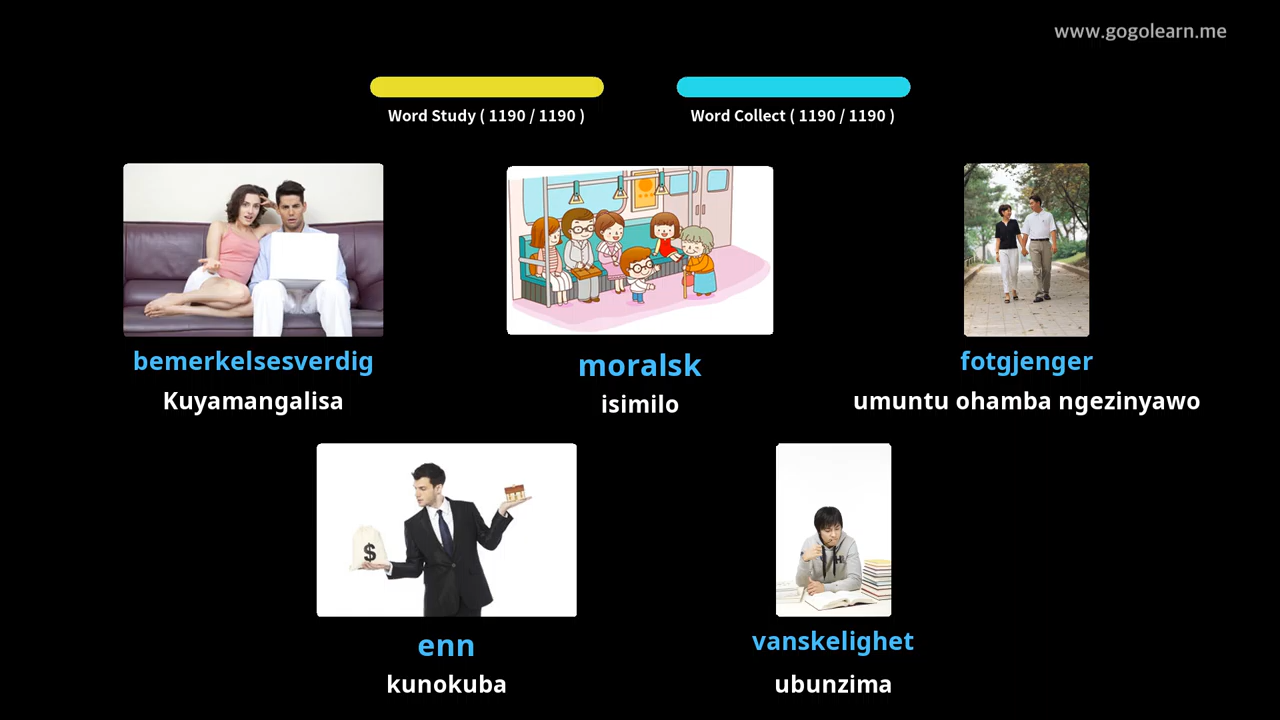 www.gogolearn.me
Word Study ( 1190 / 1190 )
Word Collect ( 1190 / 1190 )
bemerkelsesverdig
Kuyamangalisa
moralsk
isimilo
fotgjenger
umuntu ohamba ngezinyawo
$
enn
kunokuba
vanskelighet
ubunzima